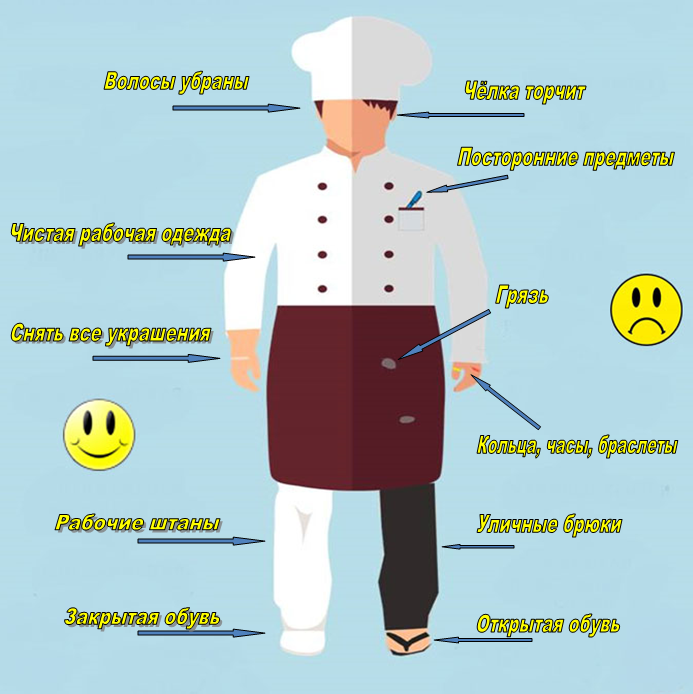 Волосы убраны
Чёлка торчит
Посторонние предметы
Чистая рабочая одежда
Грязь
Снять все украшения
Кольца, часы, браслеты
Рабочие штаны
Уличные брюки
Закрытая обувь
Открытая обувь